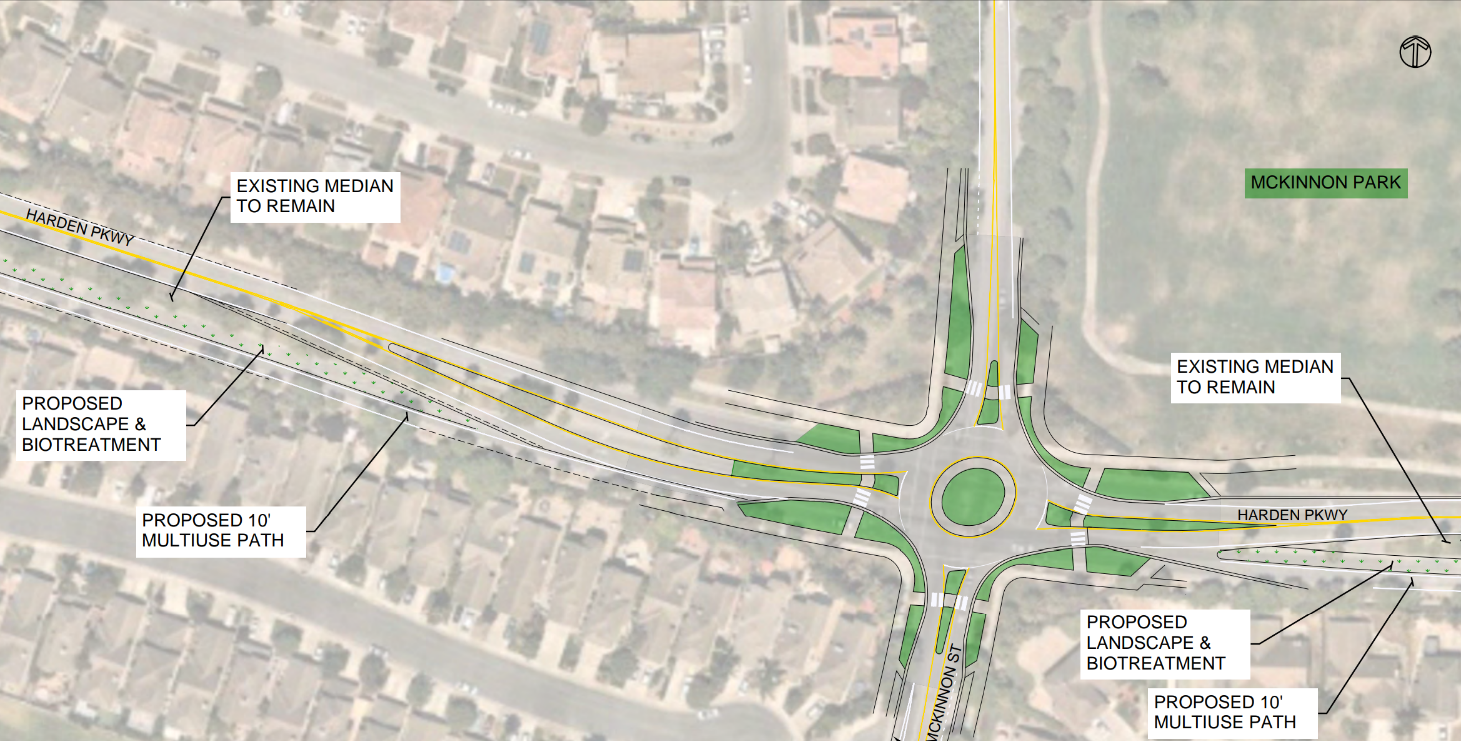 MCKINNON PARK
EXISTING MEDIAN
TO REMAIN
HARDEN PKWY
EXISTING MEDIAN
TO REMAIN
PROPOSED
LANDSCAPE &
BIOTREATMENT
PROPOSED 10'
MULTIUSE PATH
HARDEN PKWY
PROPOSED
LANDSCAPE &
BIOTREATMENT
MCKINNON ST
PROPOSED 10'
MULTIUSE PATH